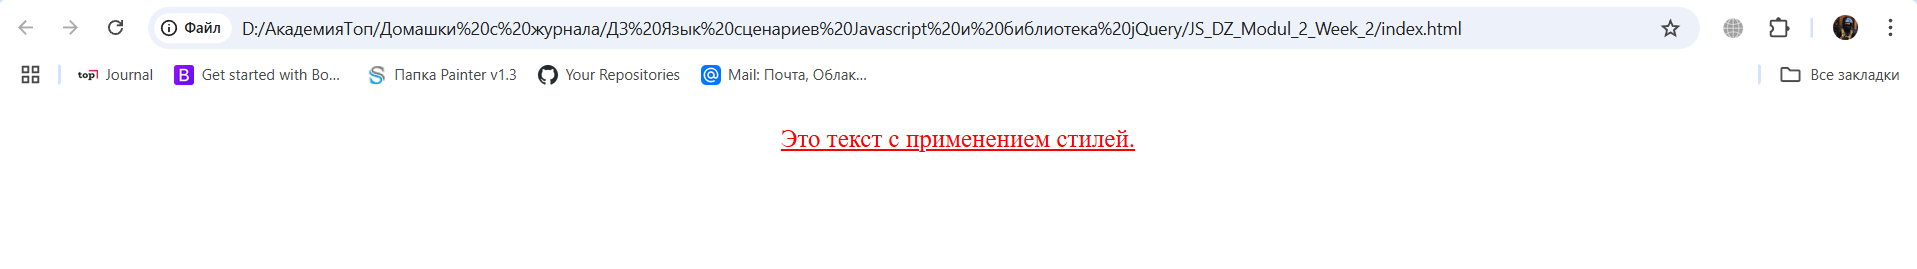 Файл D:/АкадемияТоп/Домашки%20с%20журнала/ДЗ%20Язык%20сценариев%20Javascript%20и%20библиотека%20jQuery/JS_DZ_Modul_2_Week_2/index.html
top Journal B Get started with Bo... S Папка Painter v1.3 Your Repositories @ Mail: Почта, Облак... Все закладки
Это текст с применением стилей.